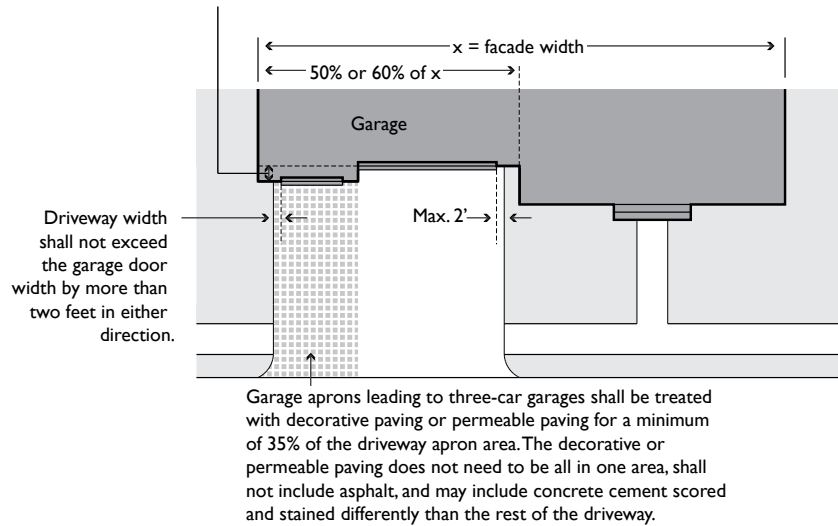 x = facade width
50% or 60% of x
Garage
Max. 2'
Driveway width
shall not exceed
the garage door
width by more than
two feet in either
direction.
Garage aprons leading to three-car garages shall be treated
with decorative paving or permeable paving for a minimum
of 35% of the driveway apron area. The decorative or
permeable paving does not need to be all in one area, shall
not include asphalt, and may include concrete cement scored
and stained differently than the rest of the driveway.